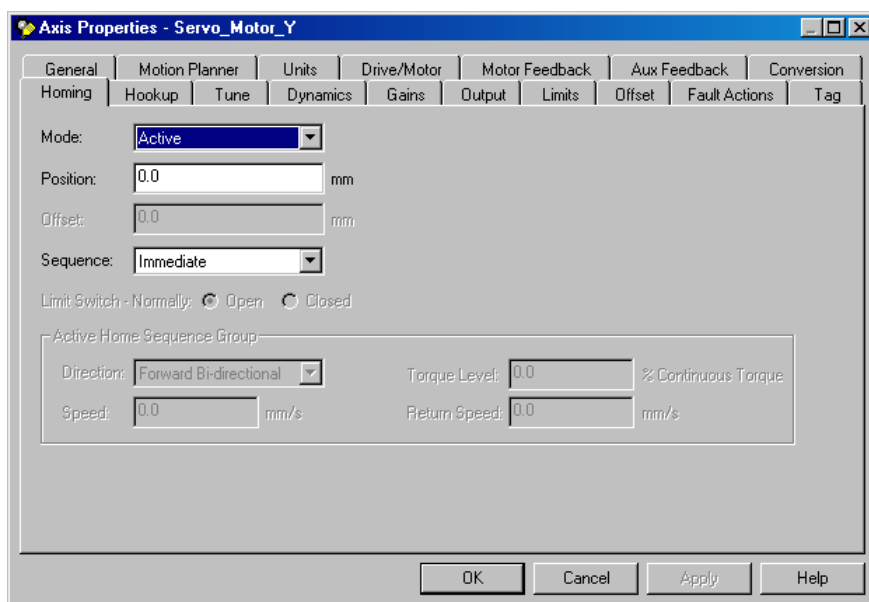 Axis Properties - Servo_Motor_Y
General Motion Planner Units Drive/Motor Motor Feedback Aux Feedback Conversion
Homing Hookup Tune Dynamics Gains Output Limits Offset Fault Actions Tag
Mode: Active
Position: 0.0 mm
Offset: 0.0 mm
Sequence: Immediate
Limit Switch - Normally: Open Closed
Active Home Sequence Group
Direction: Forward Bi-directional Torque Level: 0.0 % Continuous Torque
Speed: 0.0 mm/s Return Speed: 0.0 mm/s
OK Cancel Apply Help